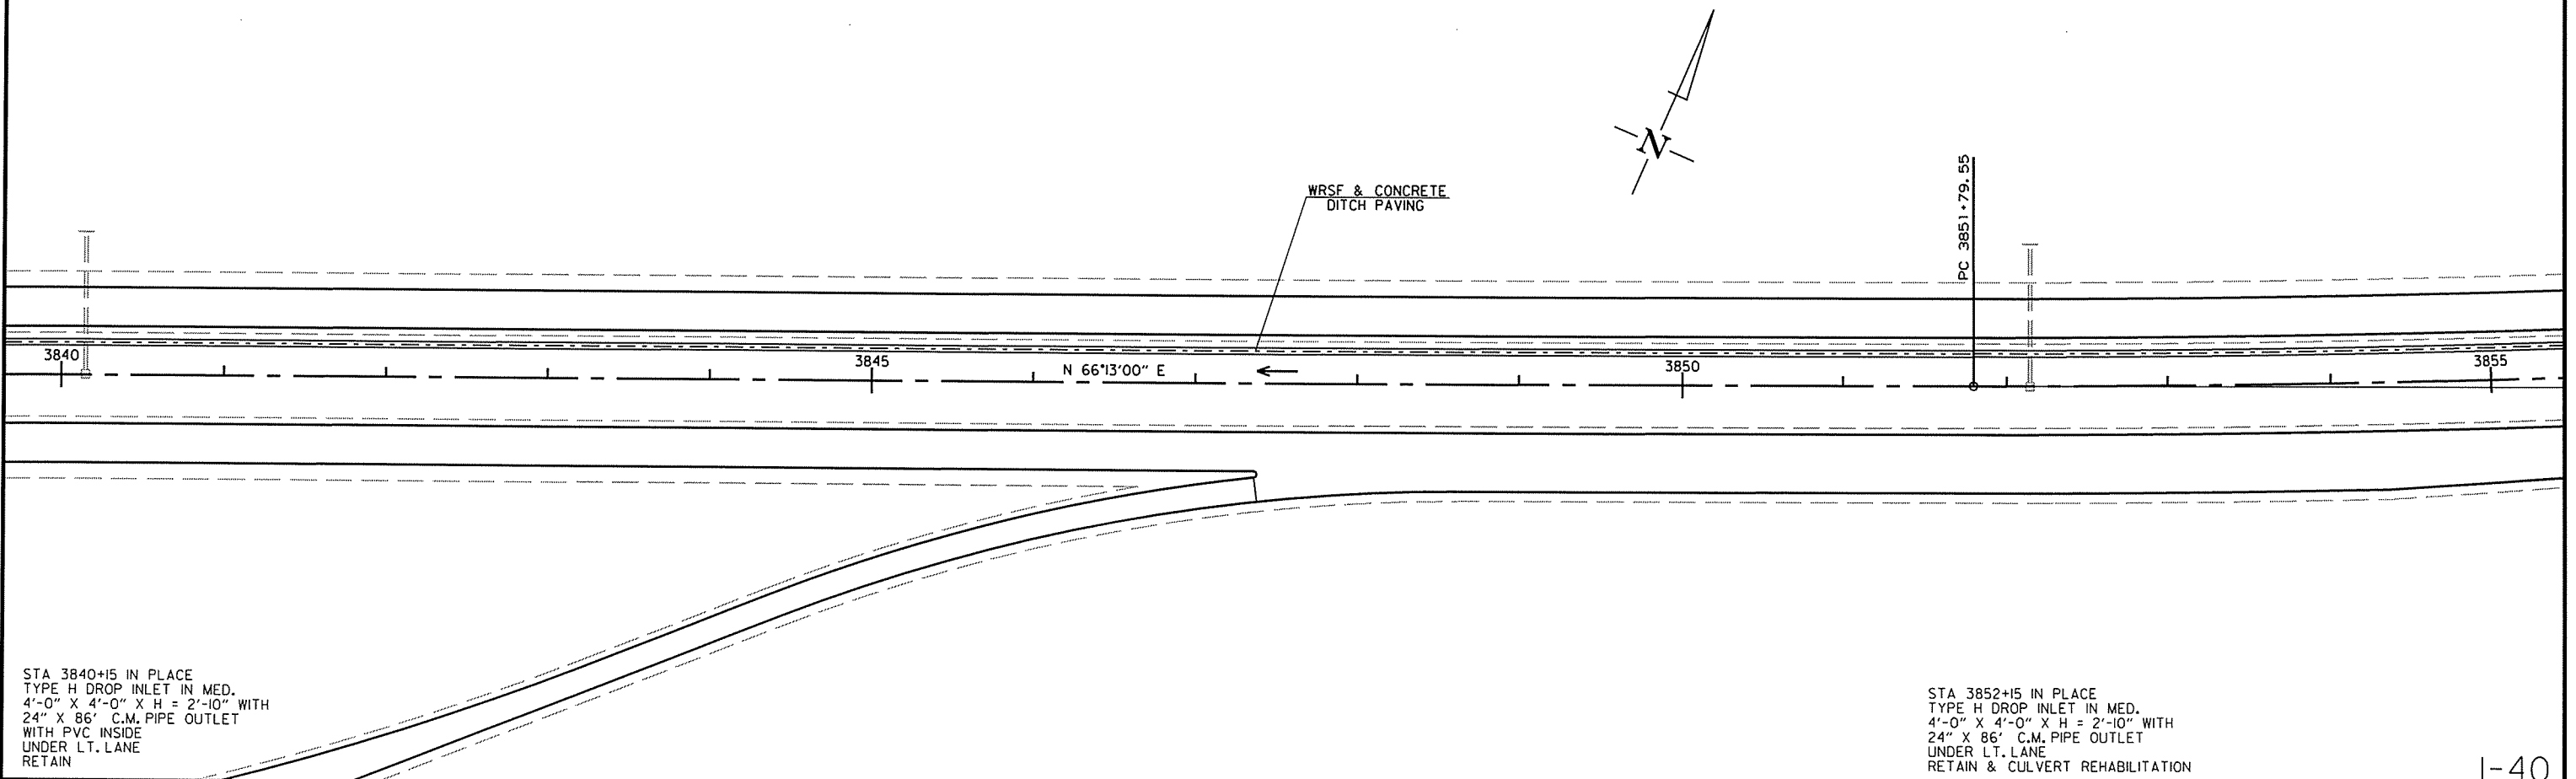 N
PC 3851+79.55
WRSF & CONCRETE
DITCH PAVING
3840
3845
N 66°13'00" E
3850
3855
STA 3840+15 IN PLACE
TYPE H DROP INLET IN MED.
4'-0" X 4'-0" X H = 2'-10" WITH
24" X 86' C.M. PIPE OUTLET
WITH PVC INSIDE
UNDER LT. LANE
RETAIN
STA 3852+15 IN PLACE
TYPE H DROP INLET IN MED.
4'-0" X 4'-0" X H = 2'-10" WITH
24" X 86' C.M. PIPE OUTLET
UNDER LT. LANE
RETAIN & CULVERT REHABILITATION
I-40